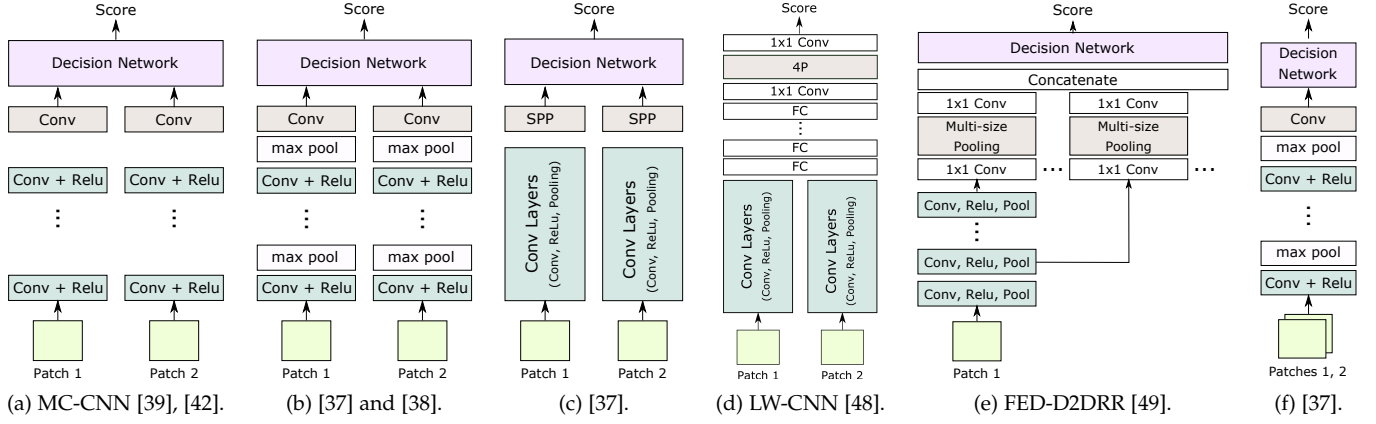 Score
Decision Network
Conv
Conv
Conv + Relu
Conv + Relu
⋮
⋮
Conv + Relu
Conv + Relu
Patch 1
Patch 2
(a) MC-CNN [39], [42].
Score
Decision Network
Conv
Conv
max pool
max pool
Conv + Relu
Conv + Relu
⋮
⋮
max pool
max pool
Conv + Relu
Conv + Relu
Patch 1
Patch 2
(b) [37] and [38].
Score
Decision Network
SPP
SPP
Conv Layers
(Conv, ReLu, Pooling)
Conv Layers
(Conv, ReLu, Pooling)
Patch 1
Patch 2
(c) [37].
Score
1x1 Conv
4P
1x1 Conv
FC
⋮
FC
FC
Conv Layers
(Conv, ReLu, Pooling)
Conv Layers
(Conv, ReLu, Pooling)
Patch 1
Patch 2
(d) LW-CNN [48].
Score
Decision Network
Concatenate
1x1 Conv
1x1 Conv
Multi-size
Pooling
Multi-size
Pooling
1x1 Conv
...
1x1 Conv
...
Conv, Relu, Pool
⋮
Conv, Relu, Pool
Conv, Relu, Pool
Patch 1
(e) FED-D2DRR [49].
Score
Decision
Network
Conv
max pool
Conv + Relu
⋮
max pool
Conv + Relu
Patches 1, 2
(f) [37].